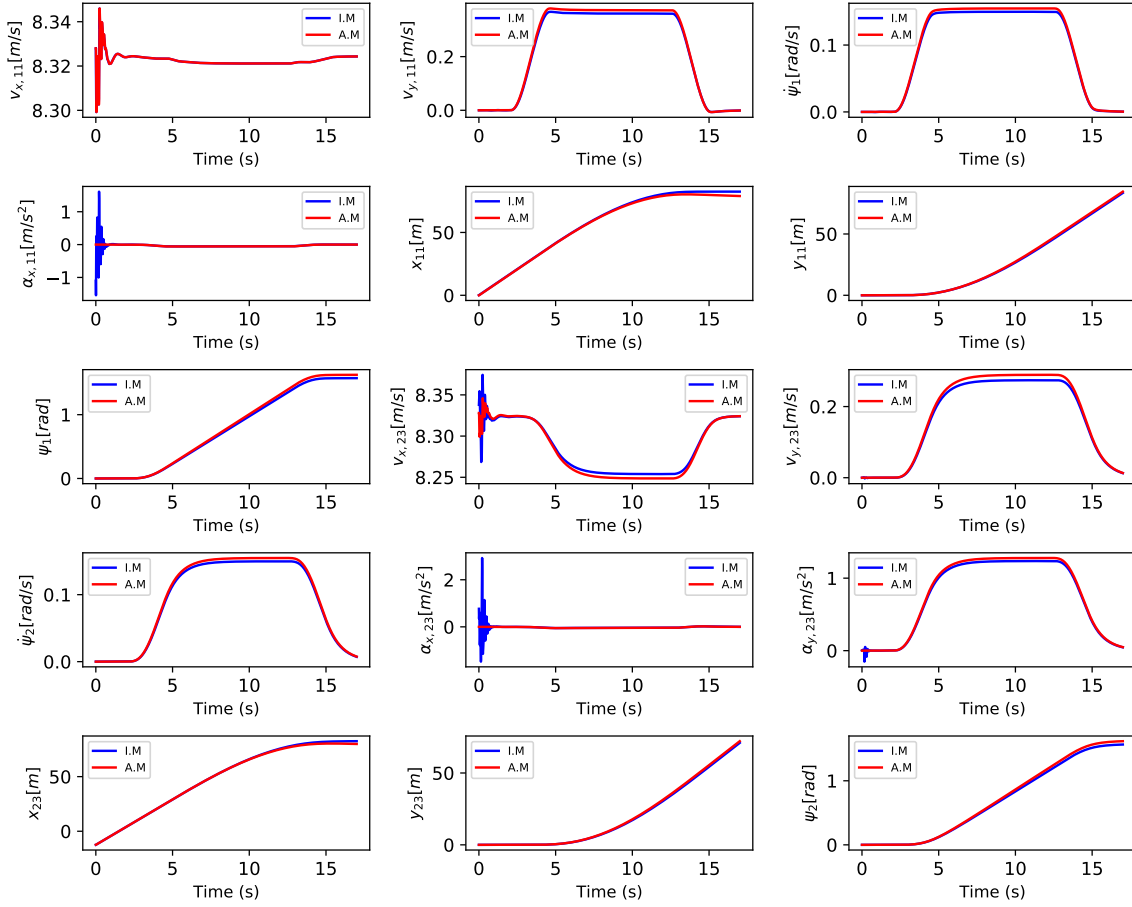 8.34
8.32
8.30
v_{x,11}[m/s]
I.M
A.M
0 5 10 15
Time (s)
0.2
0.0
v_{y,11}[m/s]
I.M
A.M
0 5 10 15
Time (s)
0.1
0.0
ψ̇_1[rad/s]
I.M
A.M
0 5 10 15
Time (s)
1
0
−1
α_{x,11}[m/s²]
I.M
A.M
0 5 10 15
Time (s)
50
0
x_{11}[m]
I.M
A.M
0 5 10 15
Time (s)
50
0
y_{11}[m]
I.M
A.M
0 5 10 15
Time (s)
1
0
ψ_1[rad]
I.M
A.M
0 5 10 15
Time (s)
8.35
8.30
8.25
v_{x,23}[m/s]
I.M
A.M
0 5 10 15
Time (s)
0.2
0.0
v_{y,23}[m/s]
I.M
A.M
0 5 10 15
Time (s)
0.1
0.0
ψ̇_2[rad/s]
I.M
A.M
0 5 10 15
Time (s)
2
0
α_{x,23}[m/s²]
I.M
A.M
0 5 10 15
Time (s)
1
0
α_{y,23}[m/s²]
I.M
A.M
0 5 10 15
Time (s)
50
0
x_{23}[m]
I.M
A.M
0 5 10 15
Time (s)
50
0
y_{23}[m]
I.M
A.M
0 5 10 15
Time (s)
1
0
ψ_2[rad]
I.M
A.M
0 5 10 15
Time (s)